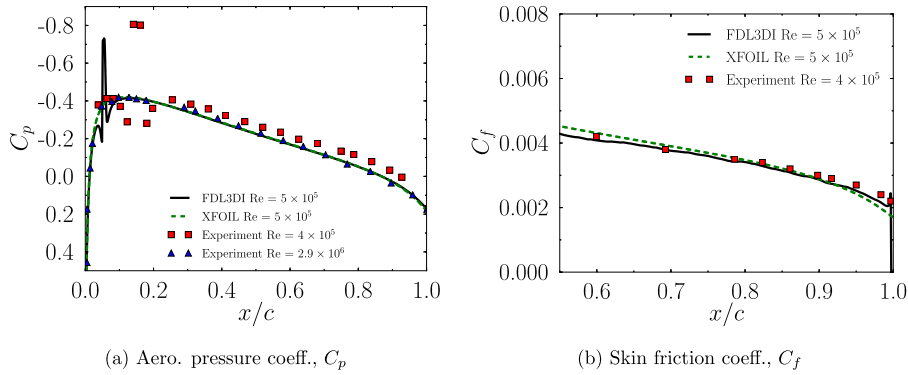 -0.8
-0.6
-0.4
-0.2
0.0
0.2
0.4
C_p
0.0 0.2 0.4 0.6 0.8 1.0
x/c
FDL3DI Re = 5 × 10^5
XFOIL Re = 5 × 10^5
Experiment Re = 4 × 10^5
Experiment Re = 2.9 × 10^6
(a) Aero. pressure coeff., C_p
0.008
0.006
0.004
0.002
0.000
C_f
0.6 0.7 0.8 0.9 1.0
x/c
FDL3DI Re = 5 × 10^5
XFOIL Re = 5 × 10^5
Experiment Re = 4 × 10^5
(b) Skin friction coeff., C_f